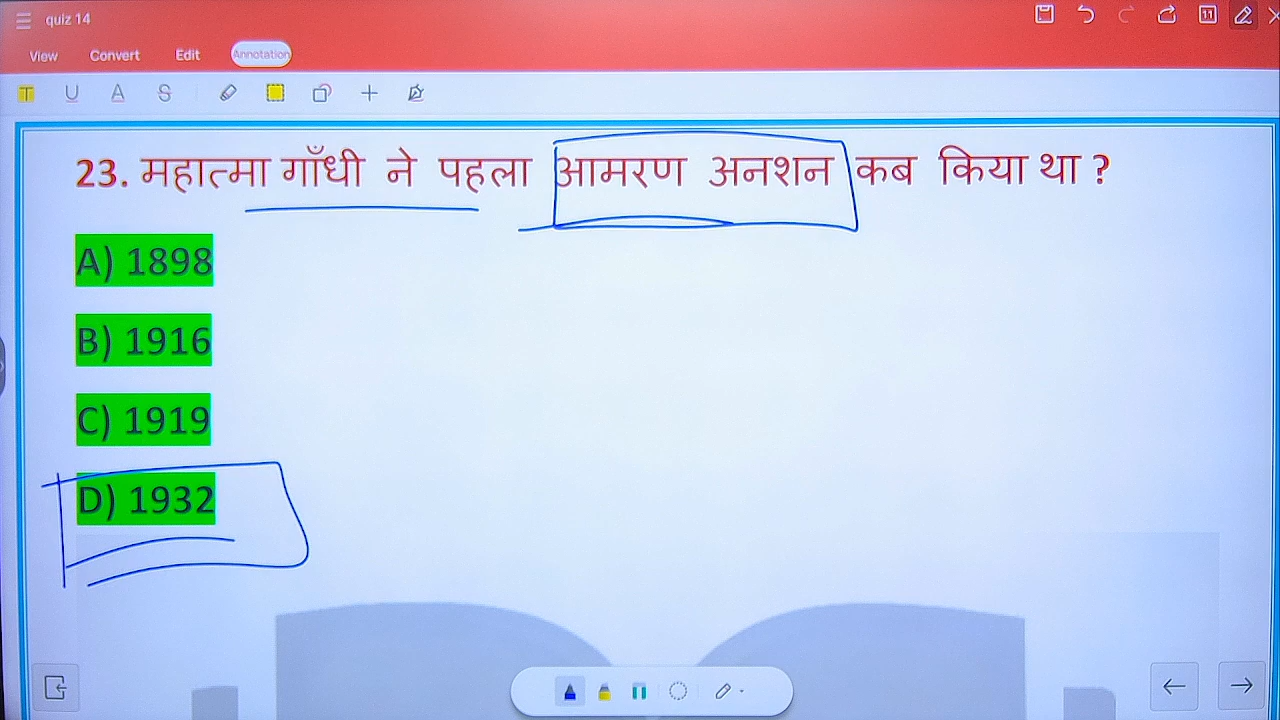 quiz 14
View Convert Edit Annotation
T U A S
23. महात्मा गाँधी ने पहला आमरण अनशन कब किया था ?
A) 1898
B) 1916
C) 1919
D) 1932